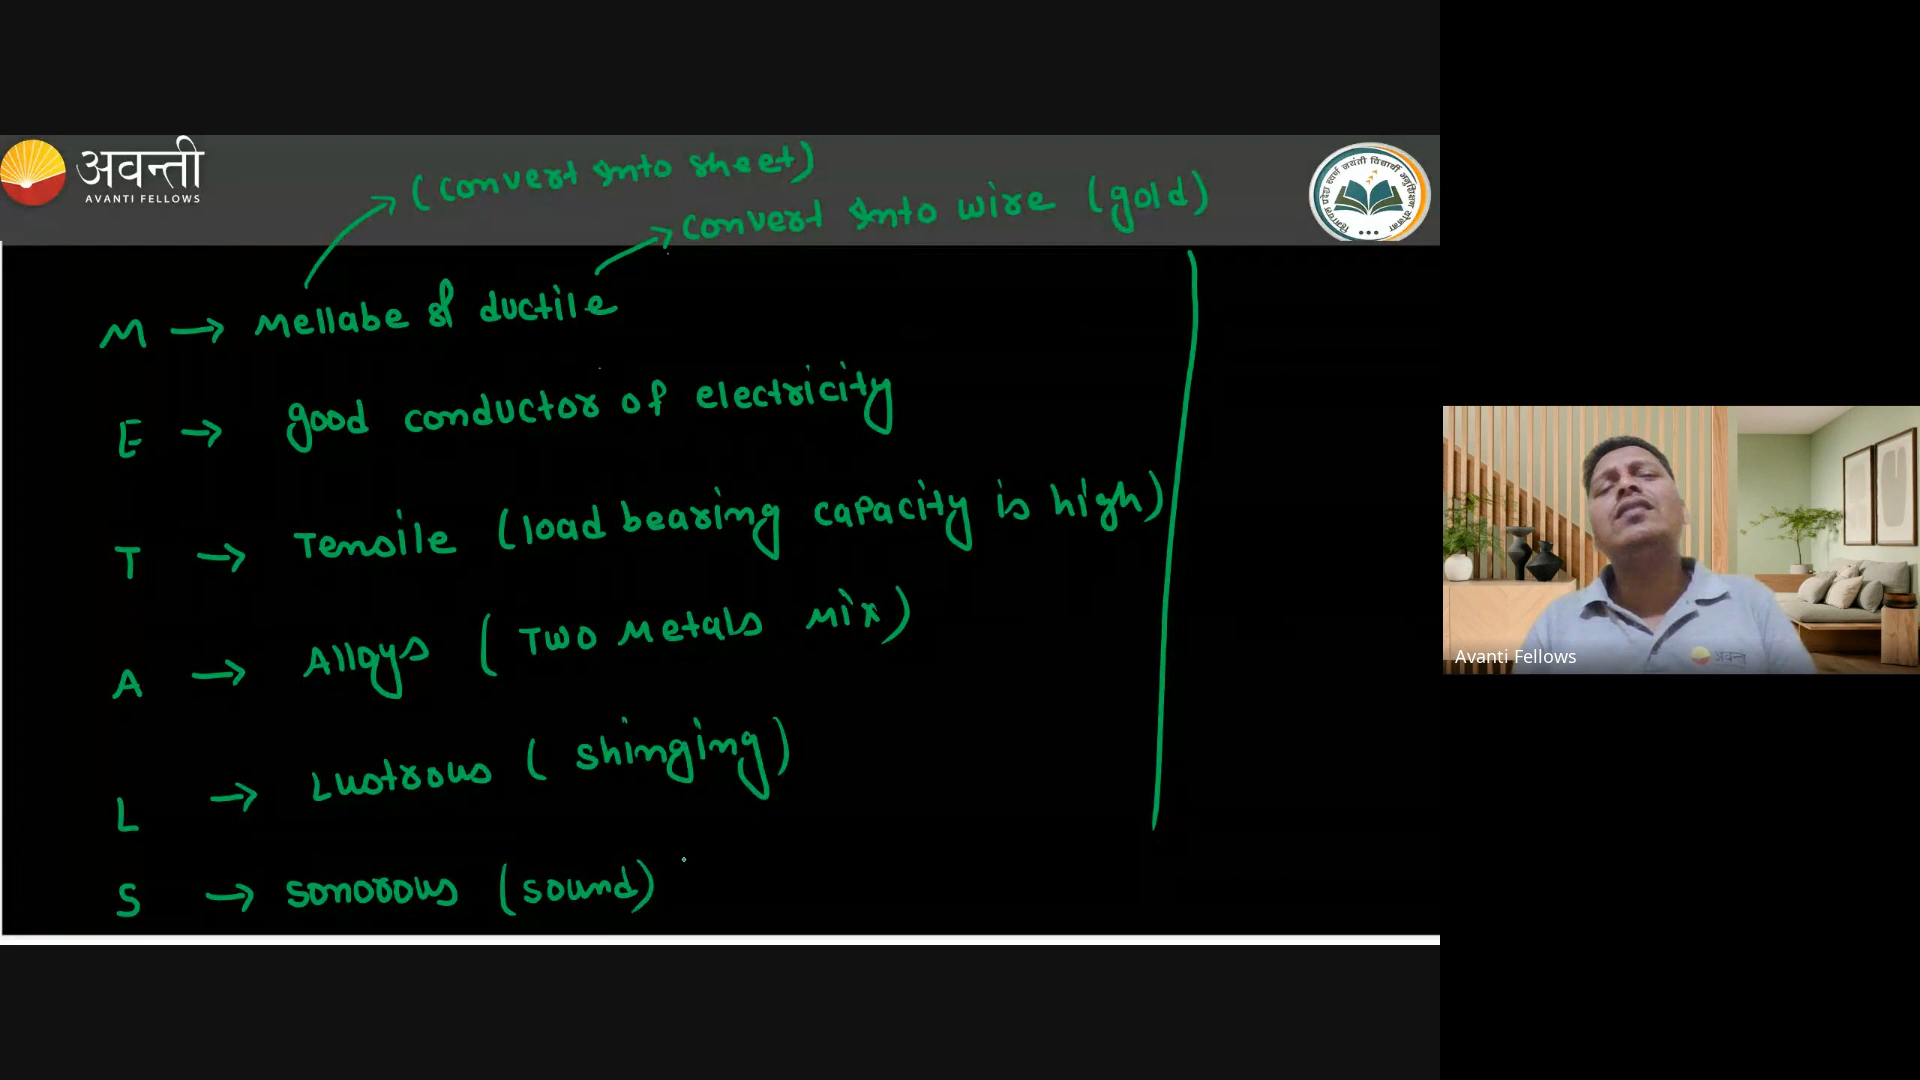 अवन्ती
AVANTI FELLOWS
(convert into sheet)
convert into wire (gold)
M → Mellabe & ductile
E → good conductor of electricity
T → Tensile (load bearing capacity is high)
A → Alloys (Two Metals Mix)
L → Lustrous (shinging)
S → sonorous (sound)
Avanti Fellows
अवन्ती